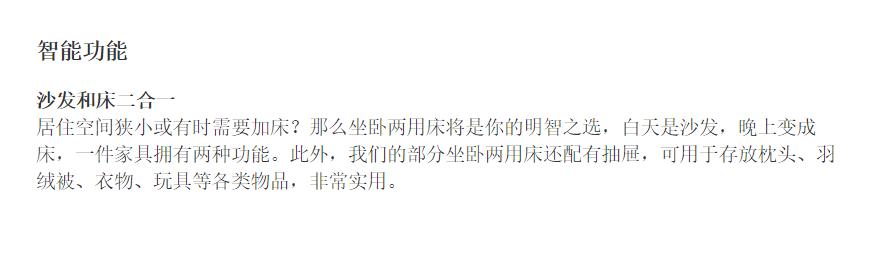 智能功能
沙发和床二合一
居住空间狭小或有时需要加床？那么坐卧两用床将是你的明智之选，白天是沙发，晚上变成
床，一件家具拥有两种功能。此外，我们的部分坐卧两用床还配有抽屉，可用于存放枕头、羽
绒被、衣物、玩具等各类物品，非常实用。